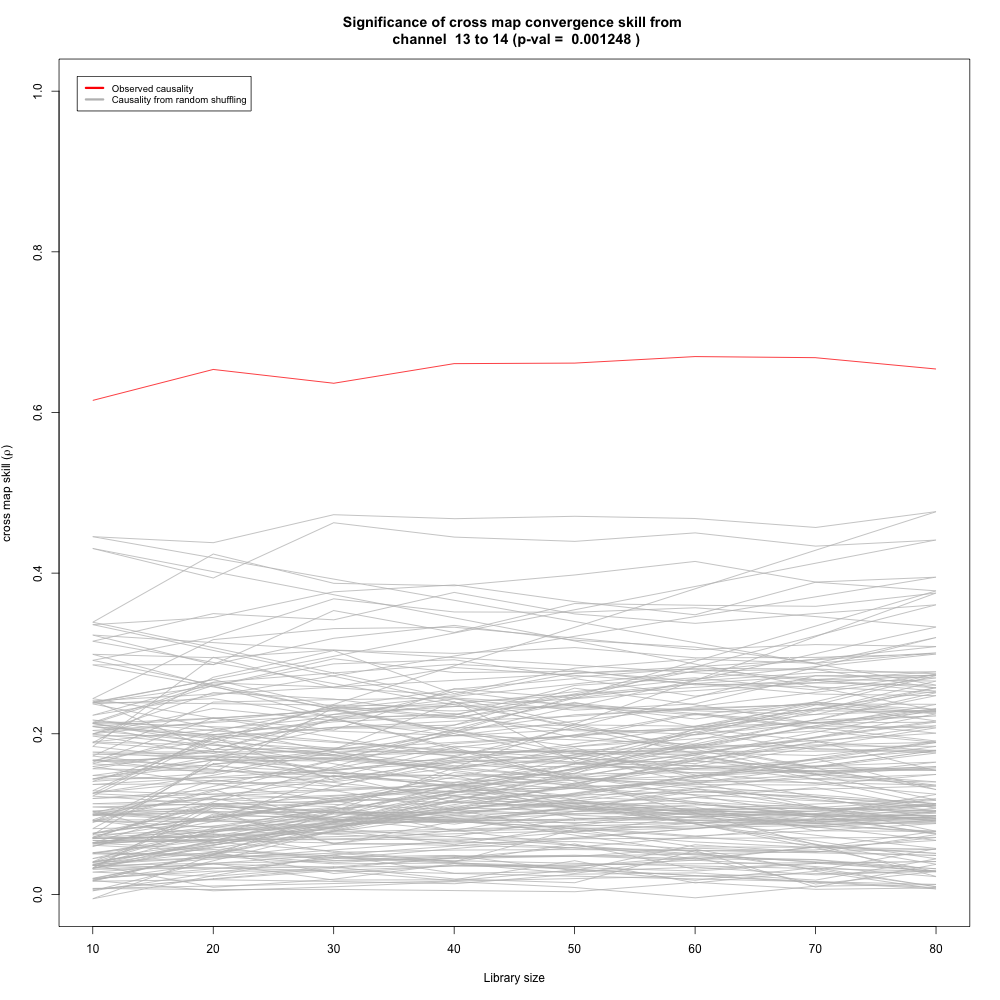 Significance of cross map convergence skill from
channel  13 to 14 (p-val =  0.001248 )
Observed causality
Causality from random shuffling
cross map skill (ρ)
1.0
0.8
0.6
0.4
0.2
0.0
10 20 30 40 50 60 70 80
Library size